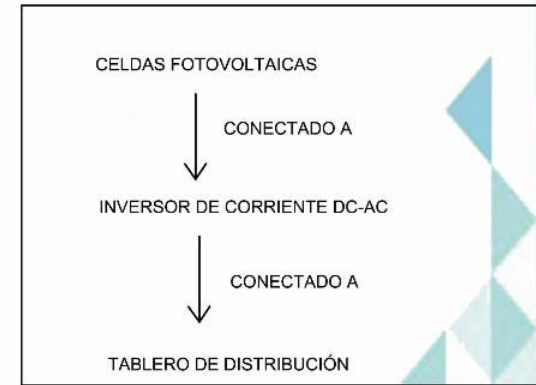 CELDAS FOTOVOLTAICAS
CONECTADO A
INVERSOR DE CORRIENTE DC-AC
CONECTADO A
TABLERO DE DISTRIBUCIÓN